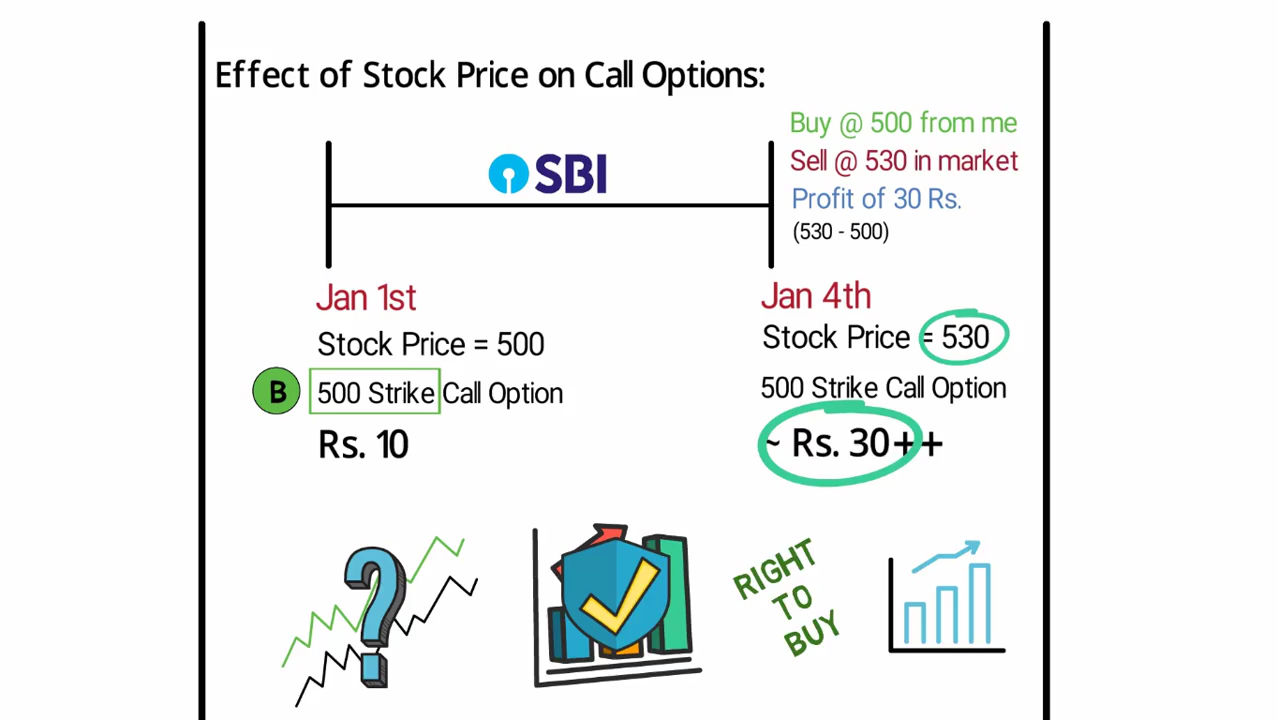 Effect of Stock Price on Call Options:
SBI
Buy @ 500 from me
Sell @ 530 in market
Profit of 30 Rs.
(530 - 500)
Jan 1st
Stock Price = 500
B
500 Strike Call Option
Rs. 10
Jan 4th
Stock Price = 530
500 Strike Call Option
~ Rs. 30++
?
RIGHT
TO
BUY